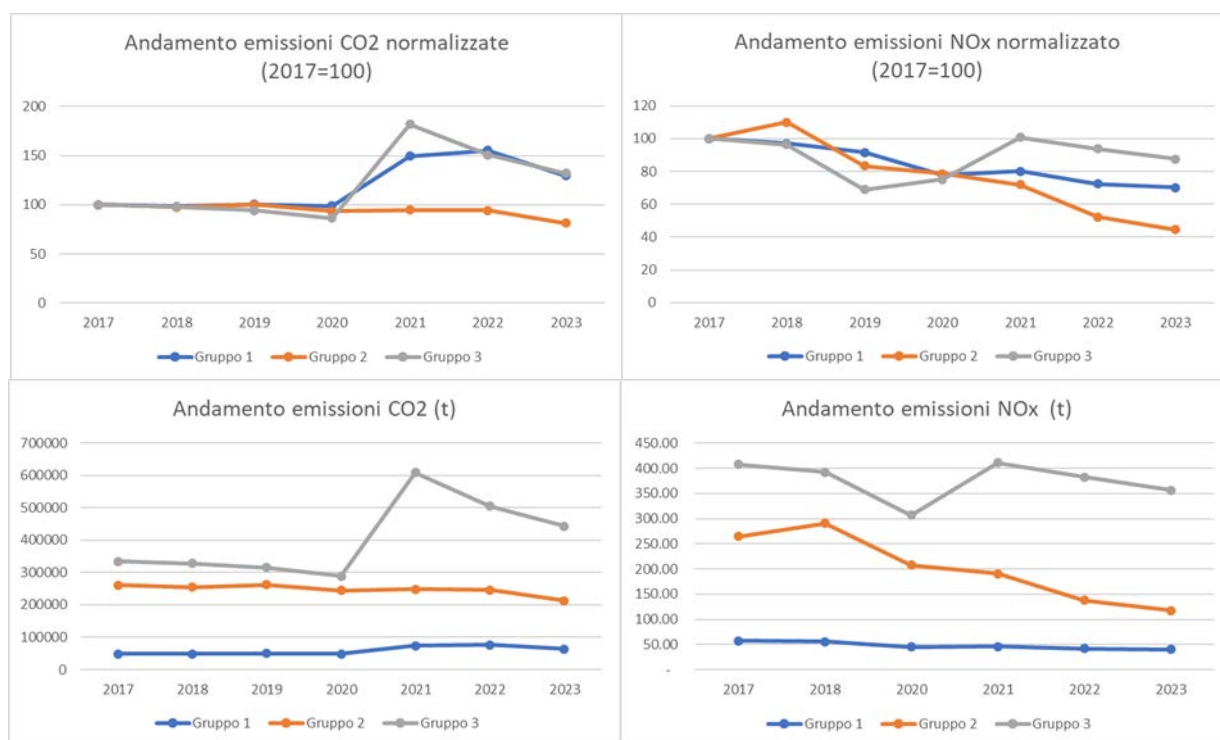 Andamento emissioni CO2 normalizzate
(2017=100)
200
150
100
50
0
2017 2018 2019 2020 2021 2022 2023
Gruppo 1 Gruppo 2 Gruppo 3
Andamento emissioni NOx normalizzato
(2017=100)
120
100
80
60
40
20
0
2017 2018 2019 2020 2021 2022 2023
Gruppo 1 Gruppo 2 Gruppo 3
Andamento emissioni CO2 (t)
700000
600000
500000
400000
300000
200000
100000
0
2017 2018 2019 2020 2021 2022 2023
Gruppo 1 Gruppo 2 Gruppo 3
Andamento emissioni NOx (t)
450.00
400.00
350.00
300.00
250.00
200.00
150.00
100.00
50.00
-
2017 2018 2020 2021 2022 2023
Gruppo 1 Gruppo 2 Gruppo 3